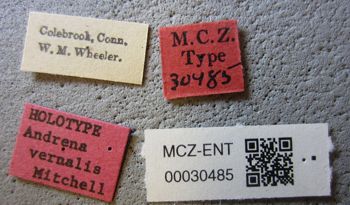 Colebrook, Conn.
W. M. Wheeler.
M.C.Z.
Type
30485
HOLOTYPE
Andrena
vernalis
Mitchell
MCZ-ENT
00030485